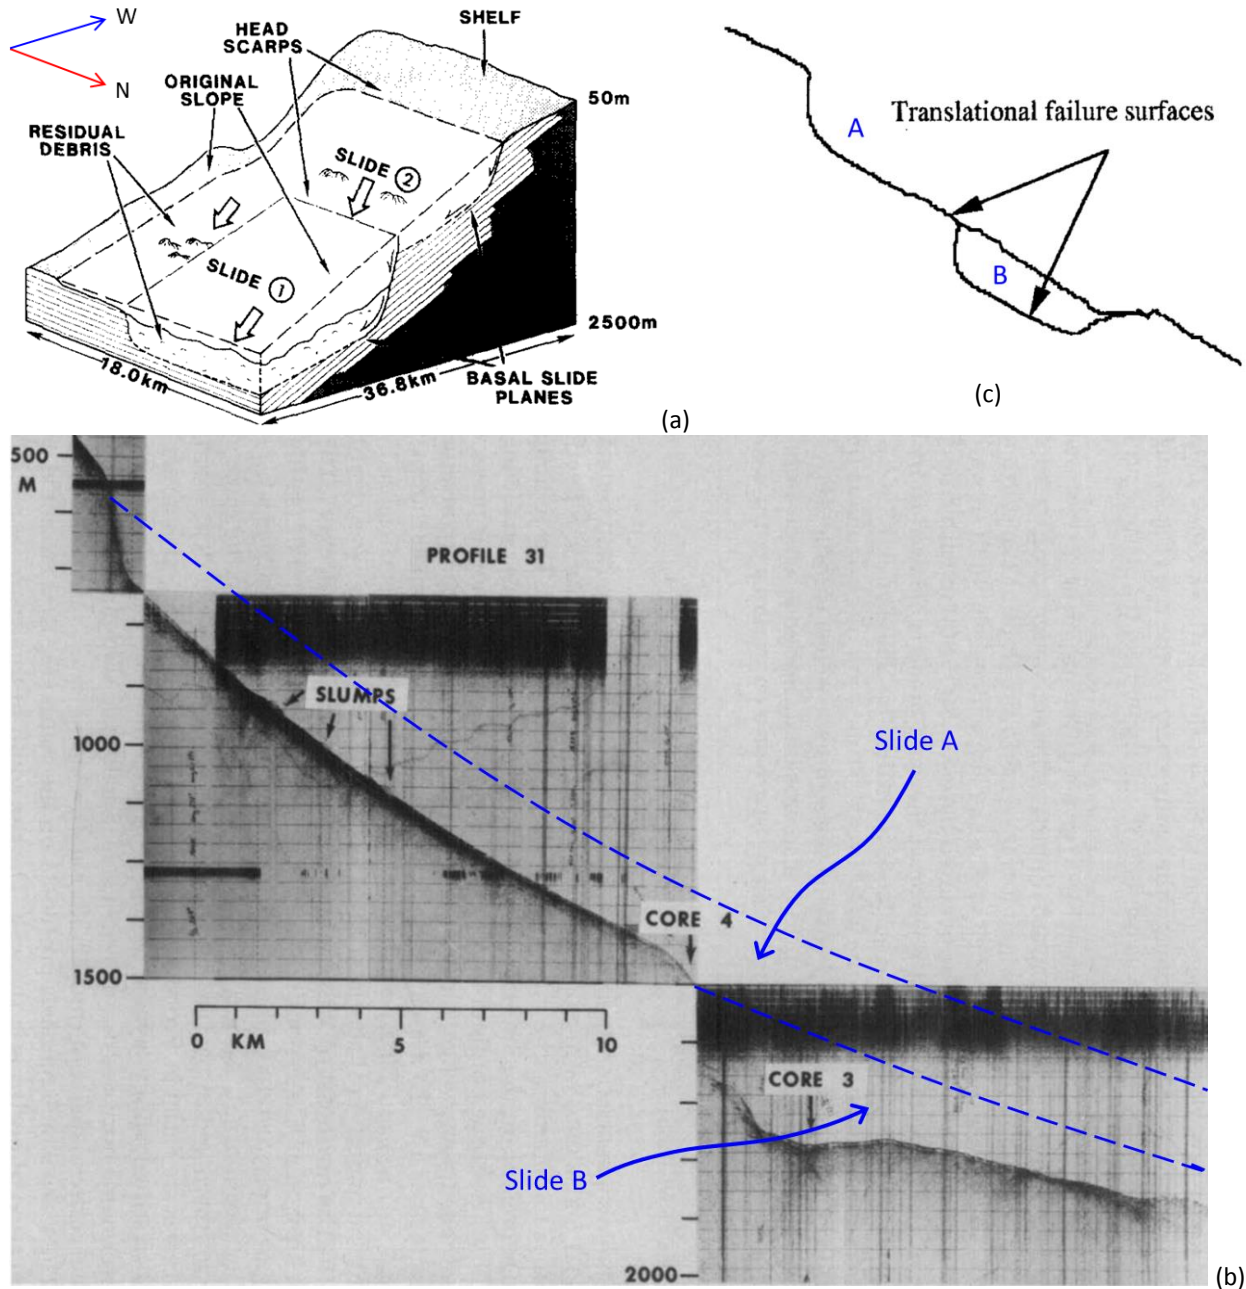 W
N
HEAD
SCARPS
SHELF
ORIGINAL
SLOPE
RESIDUAL
DEBRIS
50m
SLIDE 2
SLIDE 1
2500m
18.0km
36.8km
BASAL SLIDE
PLANES
(a)
Translational failure surfaces
A
B
(c)
500
M
PROFILE 31
SLUMPS
1000
Slide A
CORE 4
1500
0 KM 5 10
CORE 3
Slide B
2000
(b)